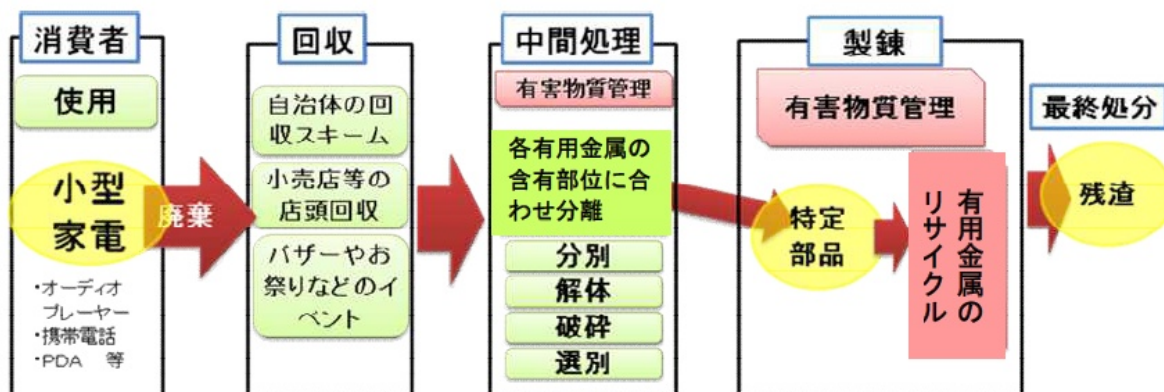 消費者
使用
小型
家電
・オーディオ
プレーヤー
・携帯電話
・PDA 等
廃棄
回収
自治体の回
収スキーム
小売店等の
店頭回収
バザーやお
祭りなどのイ
ベント
中間処理
有害物質管理
各有用金属の
含有部位に合
わせ分離
分別
解体
破砕
選別
製錬
有害物質管理
特定
部品
有用金属の
リサイクル
最終処分
残渣